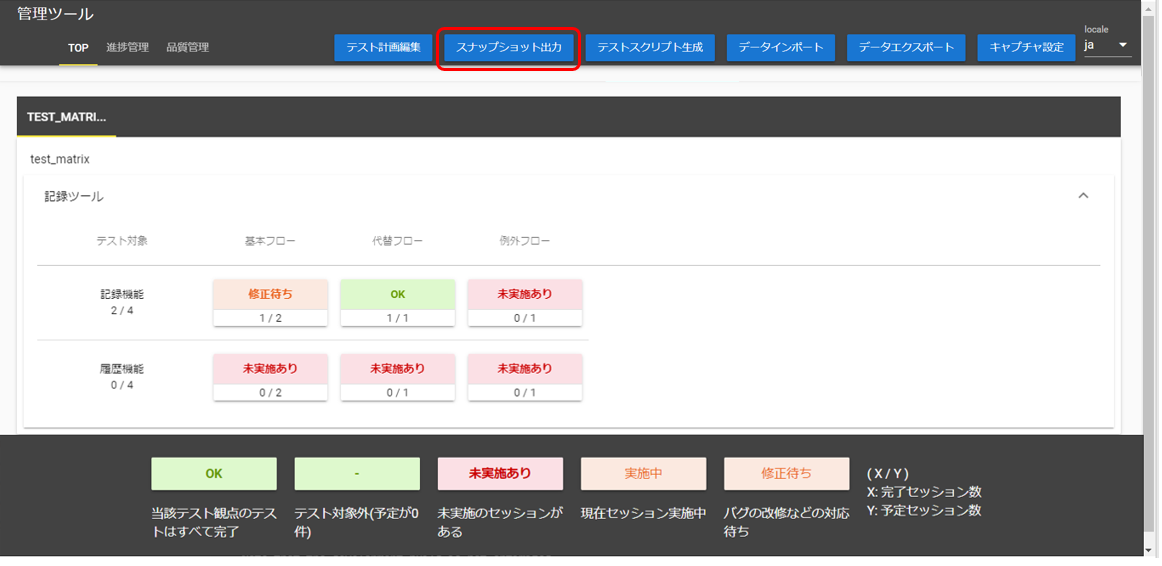 管理ツール
TOP 進捗管理 品質管理 テスト計画編集 スナップショット出力 テストスクリプト生成 データインポート データエクスポート キャプチャ設定 locale ja
TEST_MATRI...
test_matrix
記録ツール
テスト対象 基本フロー 代替フロー 例外フロー
記録機能 修正待ち OK 未実施あり
2 / 4 1 / 2 1 / 1 0 / 1
履歴機能 未実施あり 未実施あり 未実施あり
0 / 4 0 / 2 0 / 1 0 / 1
OK - 未実施あり 実施中 修正待ち
当該テスト観点のテス
トはすべて完了
テスト対象外(予定が0
件)
未実施のセッションが
ある
現在セッション実施中
バグの改修などの対応
待ち
( X / Y )
X: 完了セッション数
Y: 予定セッション数